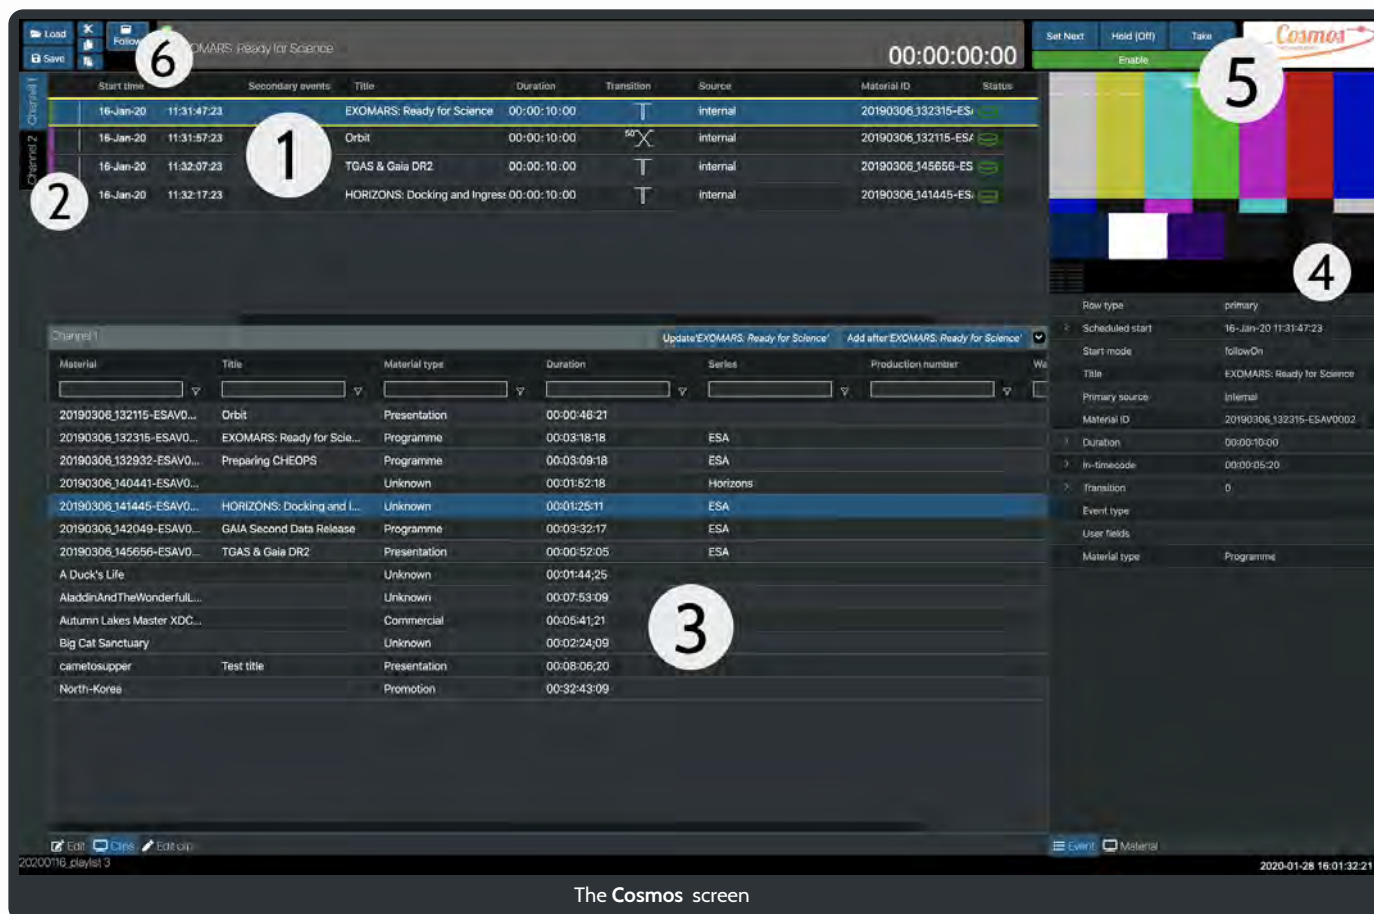 Load
Save
Follow
6
EXOMARS: Ready for Science
00:00:00:00
Set Next Hold (Off) Take
Enable
5
Cosmos
Channel 1
Channel 2
2
Start time Secondary events Title Duration Transition Source Material ID Status
16-Jan-20 11:31:47:23 EXOMARS: Ready for Science 00:00:10:00 internal 20190306_132315-ESA
16-Jan-20 11:31:57:23 Orbit 00:00:10:00 50 internal 20190306_132115-ESA
16-Jan-20 11:32:07:23 TGAS & Gaia DR2 00:00:10:00 internal 20190306_145656-ES
16-Jan-20 11:32:17:23 HORIZONS: Docking and Ingress 00:00:10:00 internal 20190306_141445-ES
1
4
Channel 1 Update 'EXOMARS: Ready for Science' Add after 'EXOMARS: Ready for Science'
Material Title Material type Duration Series Production number Wa
20190306_132115-ESAV0... Orbit Presentation 00:00:46:21
20190306_132315-ESAV0... EXOMARS: Ready for Scie... Programme 00:03:18:18 ESA
20190306_132932-ESAV0... Preparing CHEOPS Programme 00:03:09:18 ESA
20190306_140441-ESAV0... Unknown 00:01:52:18 Horizons
20190306_141445-ESAV0... HORIZONS: Docking and I... Unknown 00:01:25:11 ESA
20190306_142049-ESAV0... GAIA Second Data Release Programme 00:03:32:17 ESA
20190306_145656-ESAV0... TGAS & Gaia DR2 Presentation 00:00:52:05 ESA
A Duck's Life Unknown 00:01:44;25
AladdinAndTheWonderfulL... Unknown 00:07:53:09
Autumn Lakes Master XDC... Commercial 00:05:41;21
Big Cat Sanctuary Unknown 00:02:24;09
cametosupper Test title Presentation 00:08:06;20
North-Korea Promotion 00:32:43:09
3
Row type primary
Scheduled start 16-Jan-20 11:31:47:23
Start mode followOn
Title EXOMARS: Ready for Science
Primary source Internal
Material ID 20190306_132315-ESAV0002
Duration 00:00:10:00
In-timecode 00:00:05:20
Transition 0
Event type
User fields
Material type Programme
Edit Clips Edit clip
Event Material
20200116_playlist 3
2020-01-28 16:01:32:21
The Cosmos screen